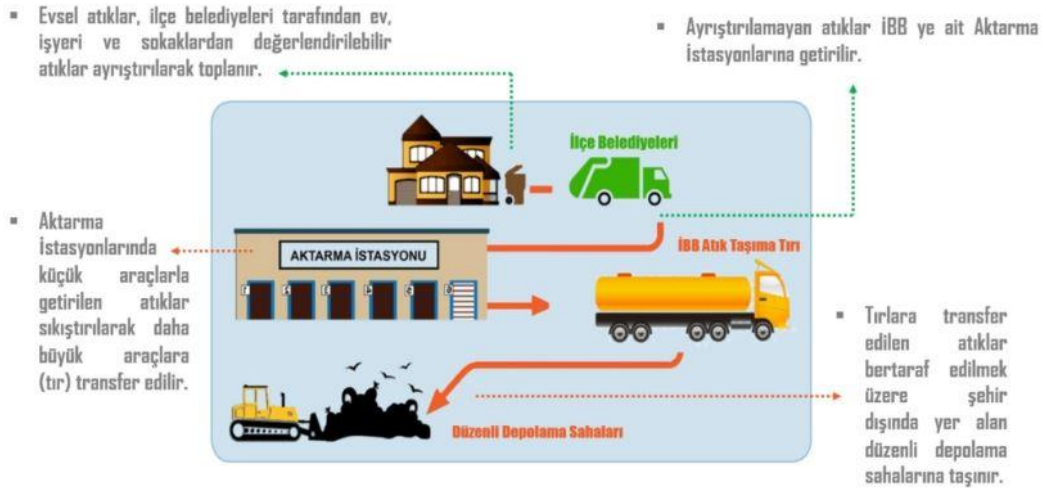 ▪ Evsel atıklar, ilçe belediyeleri tarafından ev,
işyeri ve sokaklardan değerlendirilebilir
atıklar ayrıştırılarak toplanır.
▪ Ayrıştırılamayan atıklar İBB ye ait Aktarma
İstasyonlarına getirilir.
İlçe Belediyeleri
▪ Aktarma
İstasyonlarında
küçük araçlarla
getirilen atıklar
sıkıştırılarak daha
büyük araçlara
(tır) transfer edilir.
AKTARMA İSTASYONU
İBB Atık Taşıma Tırı
▪ Tırlara transfer
edilen atıklar
bertaraf edilmek
üzere şehir
dışında yer alan
düzenli depolama
sahalarına taşınır.
Düzenli Depolama Sahaları